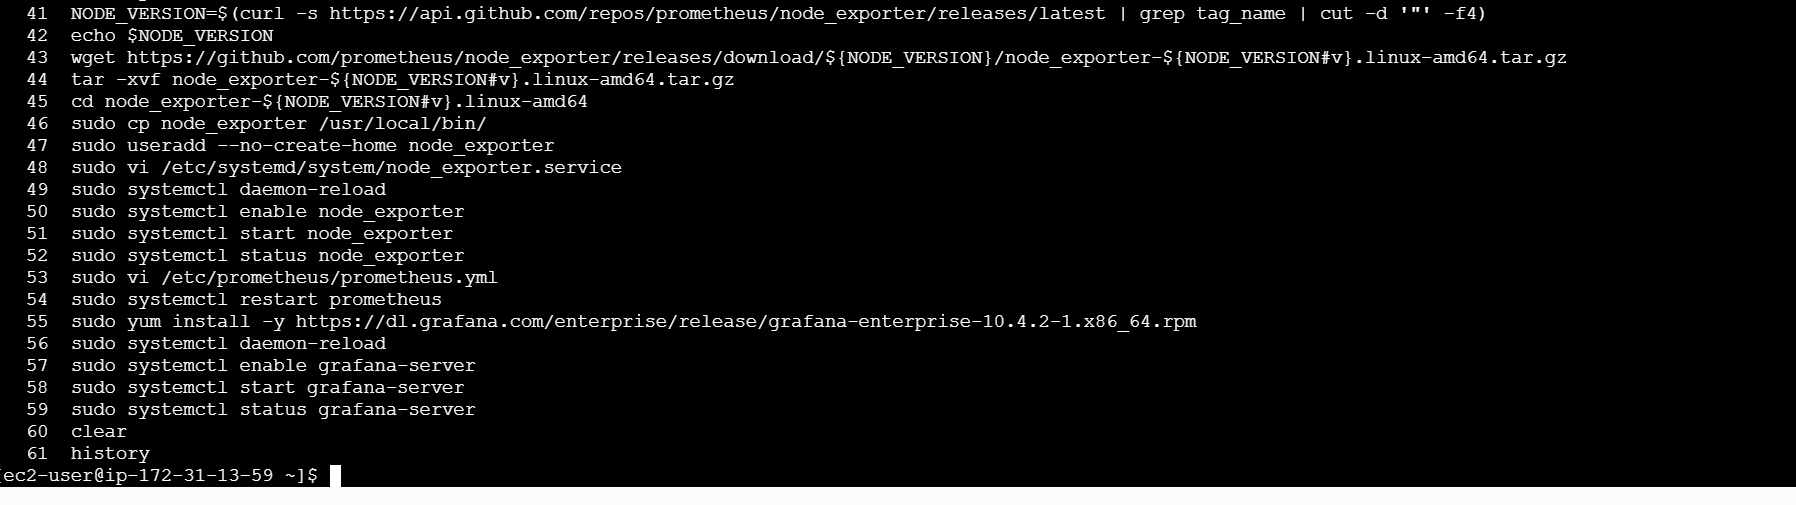 41 NODE_VERSION=$(curl -s https://api.github.com/repos/prometheus/node_exporter/releases/latest | grep tag_name | cut -d '"' -f4)
42 echo $NODE_VERSION
43 wget https://github.com/prometheus/node_exporter/releases/download/${NODE_VERSION}/node_exporter-${NODE_VERSION#v}.linux-amd64.tar.gz
44 tar -xvf node_exporter-${NODE_VERSION#v}.linux-amd64.tar.gz
45 cd node_exporter-${NODE_VERSION#v}.linux-amd64
46 sudo cp node_exporter /usr/local/bin/
47 sudo useradd --no-create-home node_exporter
48 sudo vi /etc/systemd/system/node_exporter.service
49 sudo systemctl daemon-reload
50 sudo systemctl enable node_exporter
51 sudo systemctl start node_exporter
52 sudo systemctl status node_exporter
53 sudo vi /etc/prometheus/prometheus.yml
54 sudo systemctl restart prometheus
55 sudo yum install -y https://dl.grafana.com/enterprise/release/grafana-enterprise-10.4.2-1.x86_64.rpm
56 sudo systemctl daemon-reload
57 sudo systemctl enable grafana-server
58 sudo systemctl start grafana-server
59 sudo systemctl status grafana-server
60 clear
61 history
[ec2-user@ip-172-31-13-59 ~]$